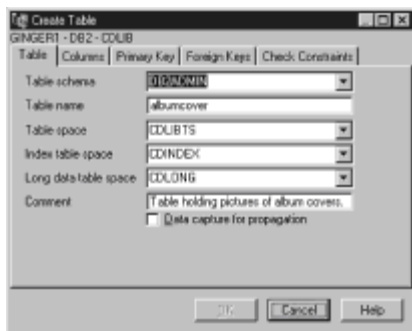 Create Table
GINGER1 - DB2 - CDLIB
Table Columns Primary Key Foreign Keys Check Constraints
Table schema
Table name albumcover
Table space CDLIBTS
Index table space CDINDEX
Long data table space CDLONG
Comment Table holding pictures of album covers.
Data capture for propagation
OK Cancel Help